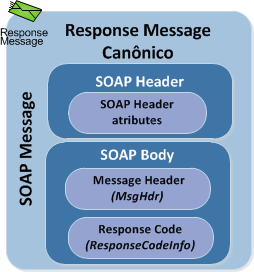 Response
Message
Response Message
Canônico
SOAP Message
SOAP Header
SOAP Header
atributes
SOAP Body
Message Header
(MsgHdr)
Response Code
(ResponseCodeInfo)